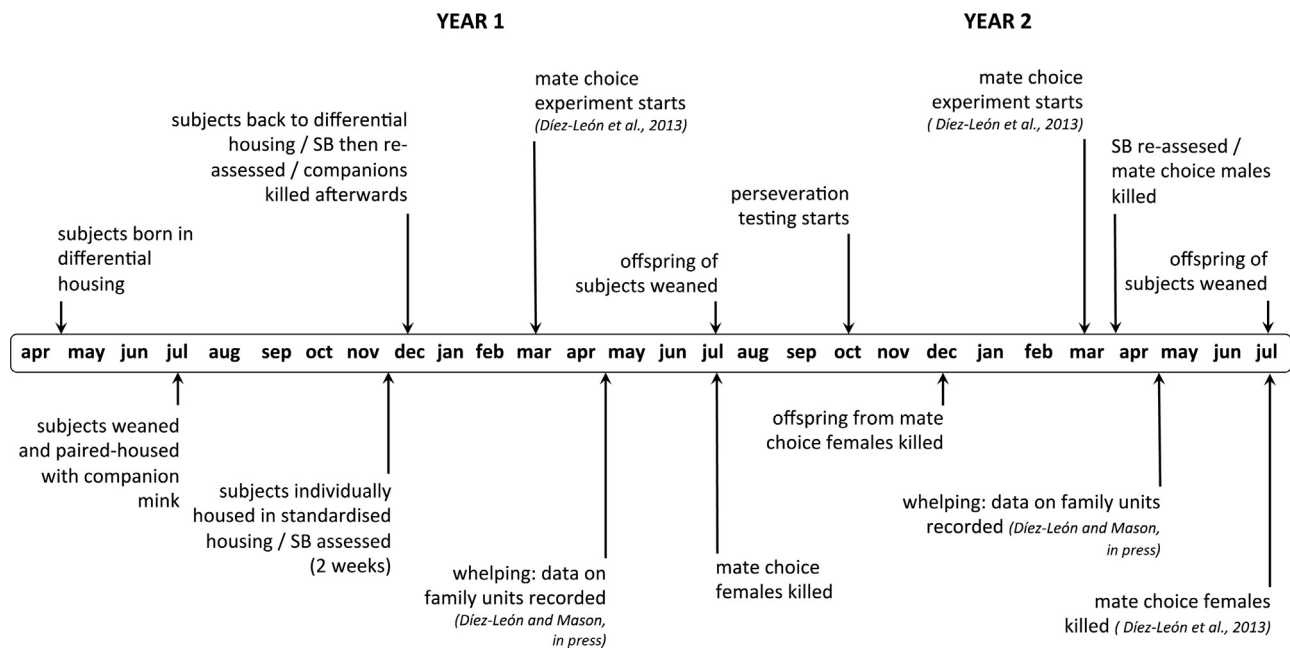 YEAR 1
YEAR 2
mate choice
experiment starts
(Díez-León et al., 2013)
mate choice
experiment starts
( Díez-León et al., 2013)
subjects back to differential
housing / SB then re-
assessed / companions
killed afterwards
SB re-assesed /
mate choice males
killed
perseveration
testing starts
subjects born in
differential
housing
offspring of
subjects weaned
offspring of
subjects weaned
apr may jun jul aug sep oct nov dec jan feb mar apr may jun jul aug sep oct nov dec jan feb mar apr may jun jul
subjects weaned
and paired-housed
with companion
mink
subjects individually
housed in standardised
housing / SB assessed
(2 weeks)
whelping: data on
family units recorded
(Díez-León and Mason,
in press)
mate choice
females killed
offspring from mate
choice females killed
whelping: data on family units
recorded (Díez-León and Mason,
in press)
mate choice females
killed ( Díez-León et al., 2013)